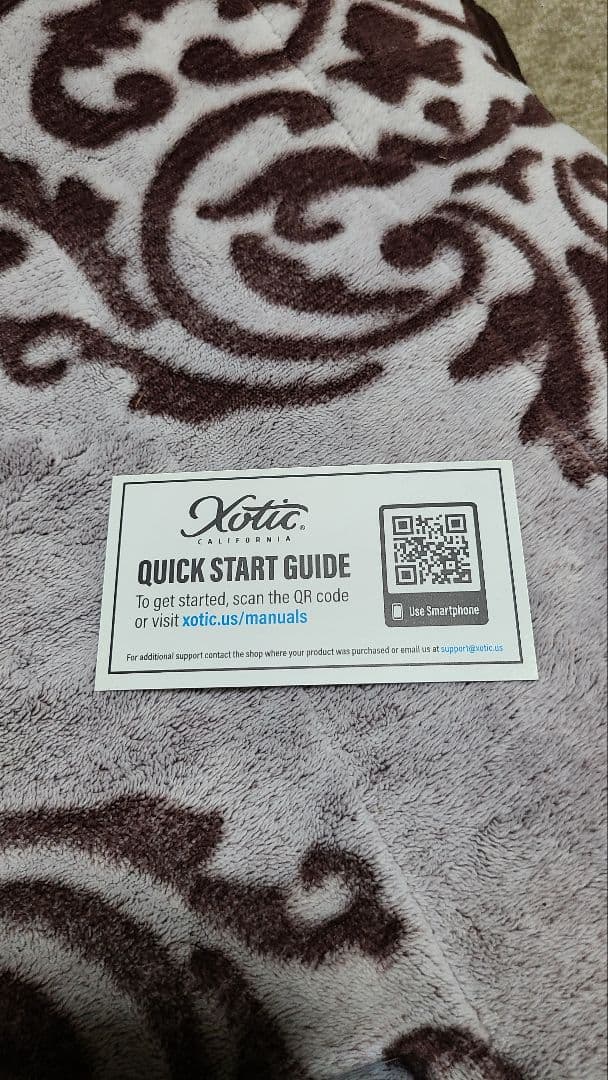 Xotic®
CALIFORNIA
QUICK START GUIDE
To get started, scan the QR code
or visit xotic.us/manuals
Use Smartphone
For additional support contact the shop where your product was purchased or email us at support@xotic.us